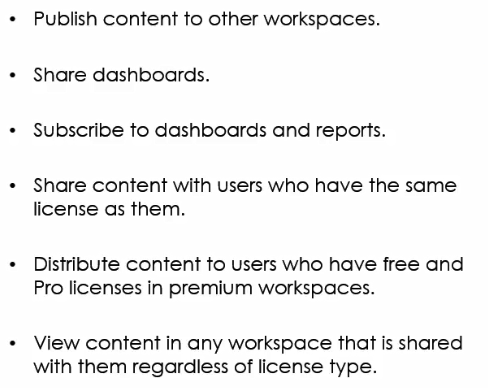 • Publish content to other workspaces.
• Share dashboards.
• Subscribe to dashboards and reports.
• Share content with users who have the same
license as them.
• Distribute content to users who have free and
Pro licenses in premium workspaces.
• View content in any workspace that is shared
with them regardless of license type.